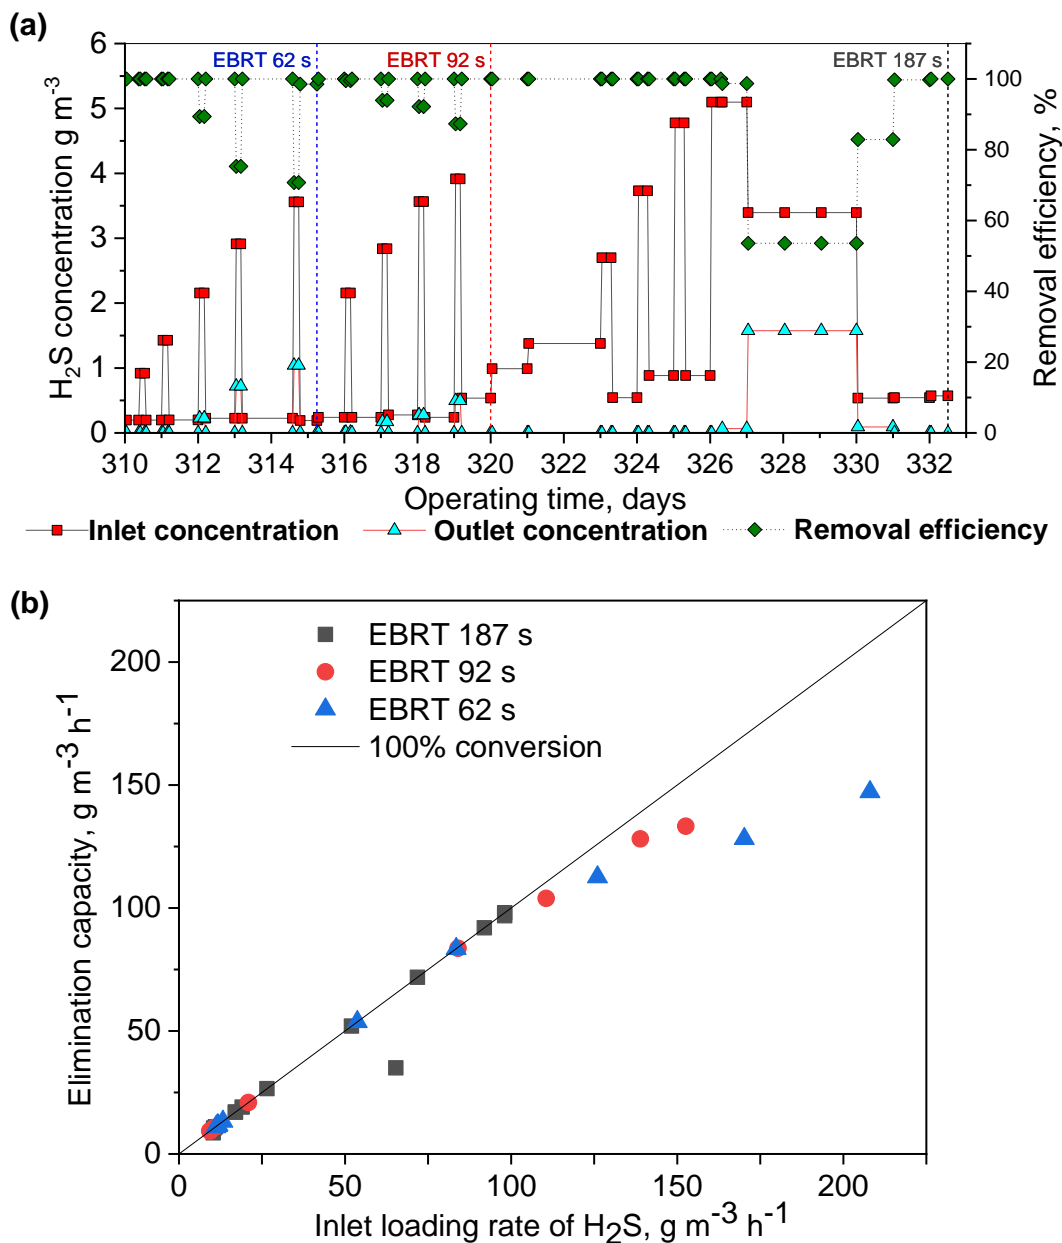 (a)
EBRT 62 s
EBRT 92 s
EBRT 187 s
H2S concentration g m-3
6
5
4
3
2
1
0
Removal efficiency, %
100
80
60
40
20
0
310 312 314 316 318 320 322 324 326 328 330 332
Operating time, days
Inlet concentration Outlet concentration Removal efficiency
(b)
EBRT 187 s
EBRT 92 s
EBRT 62 s
100% conversion
Elimination capacity, g m-3 h-1
200
150
100
50
0
0 50 100 150 200
Inlet loading rate of H2S, g m-3 h-1